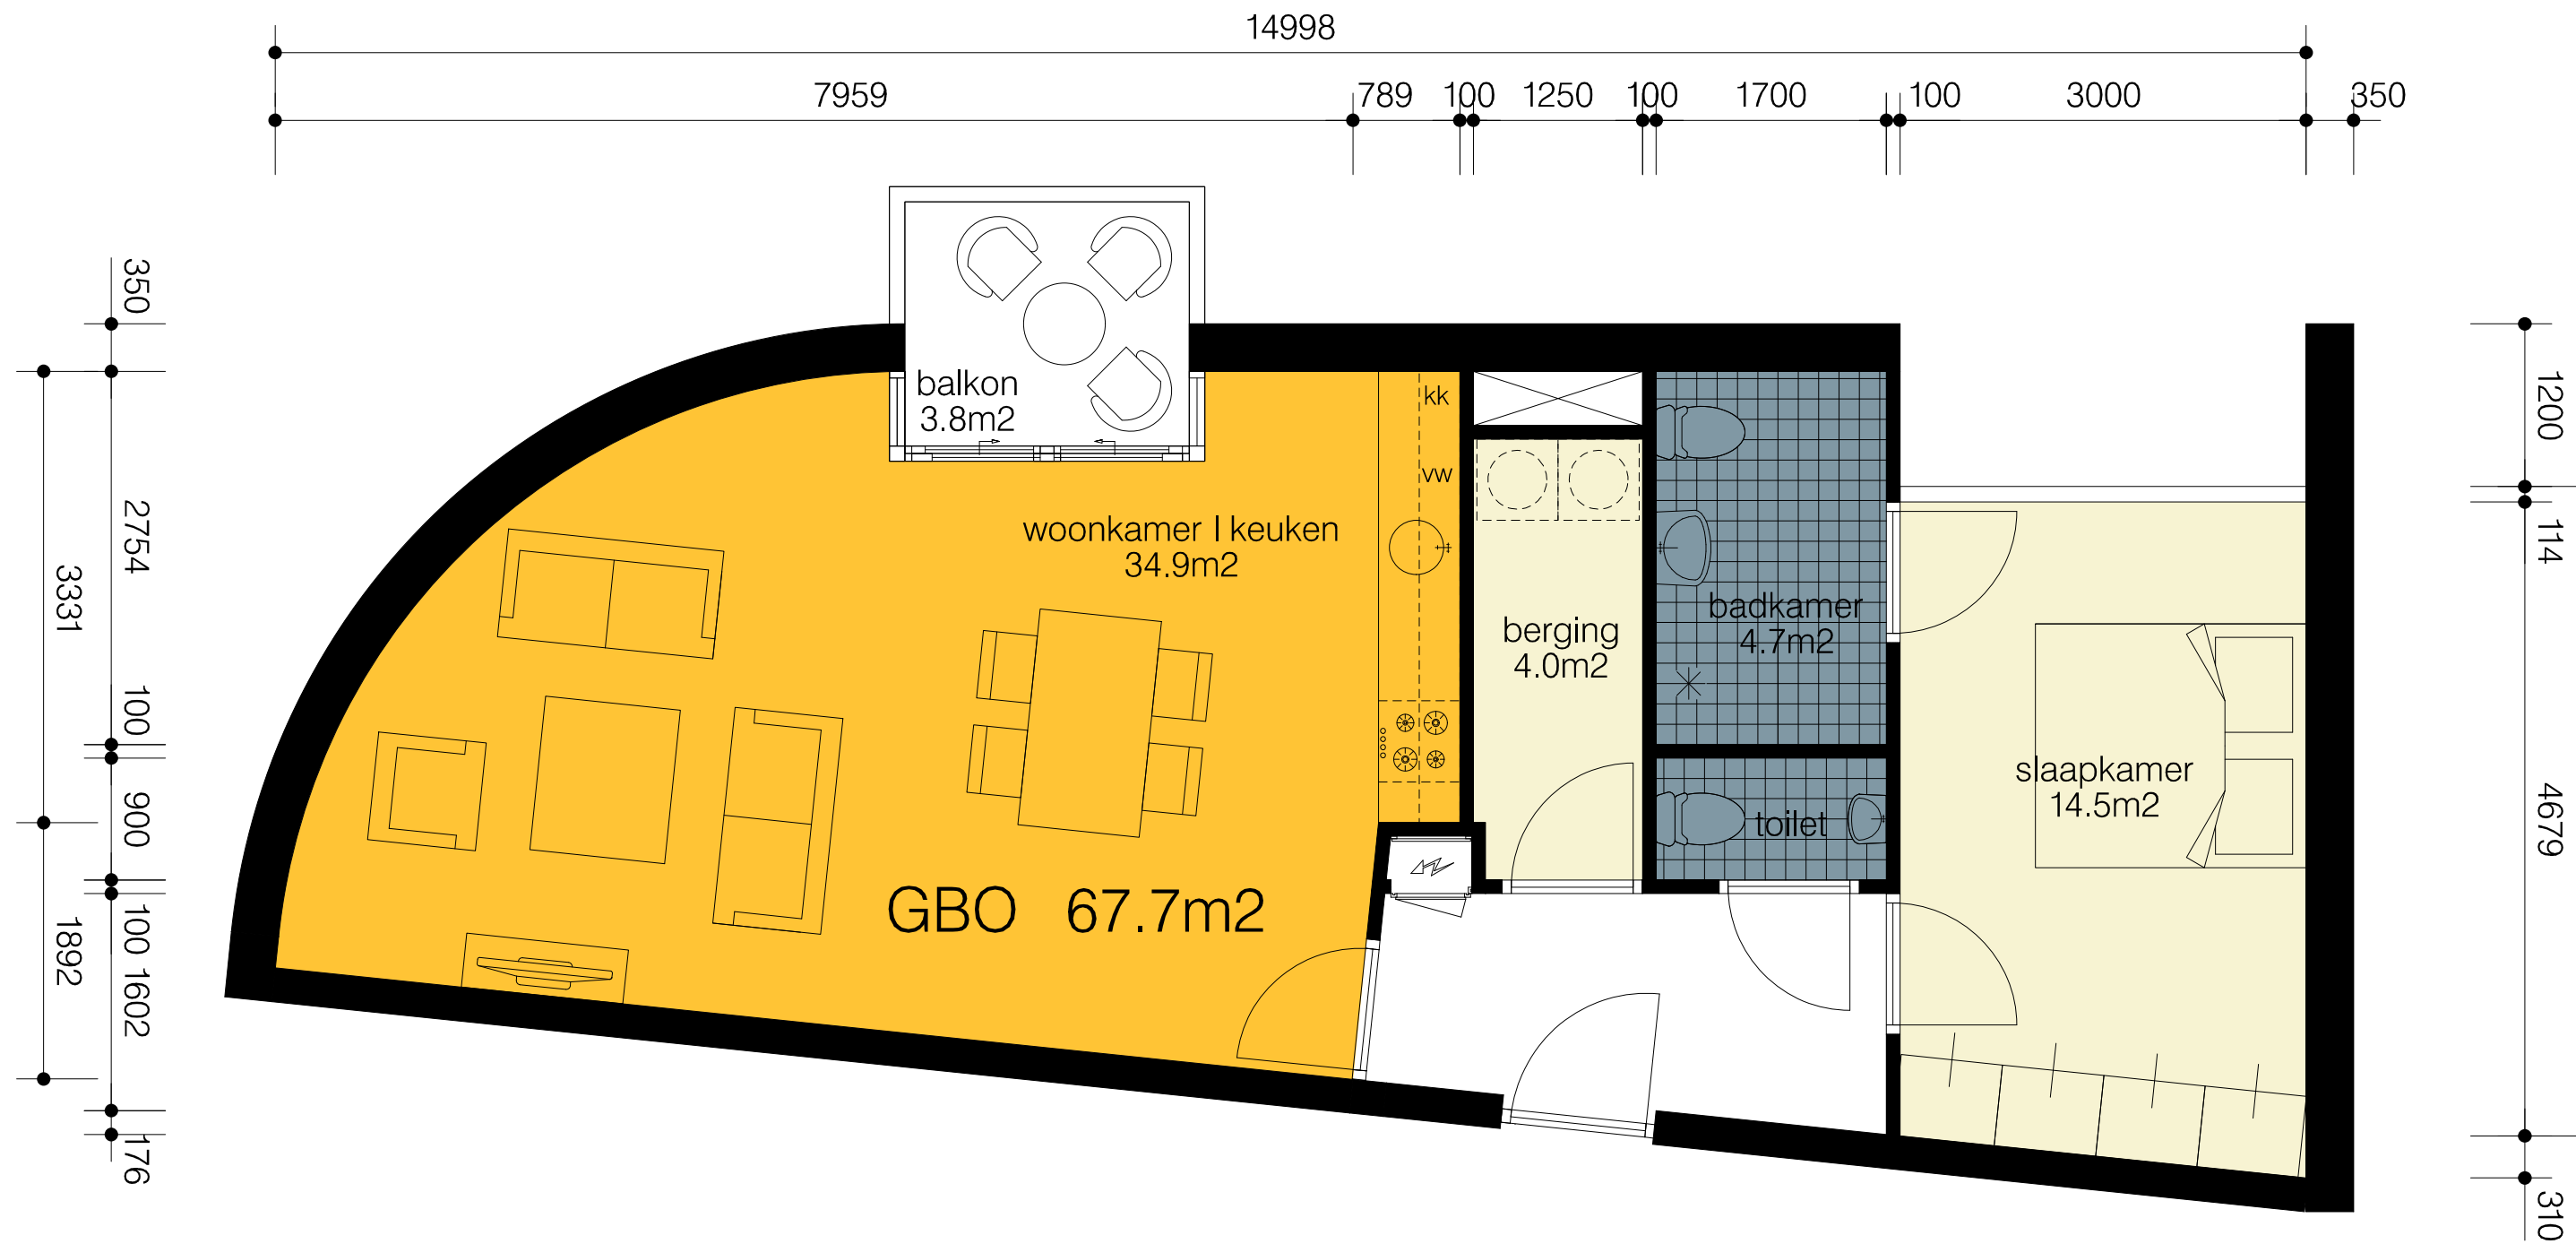 14998
7959 789 100 1250 100 1700 100 3000 350
350
2754
3331
100
900
100
1892
1602
176
balkon
3.8m2
kk
vw
woonkamer | keuken
34.9m2
berging
4.0m2
badkamer
4.7m2
toilet
slaapkamer
14.5m2
GBO 67.7m2
1200
114
4679
310